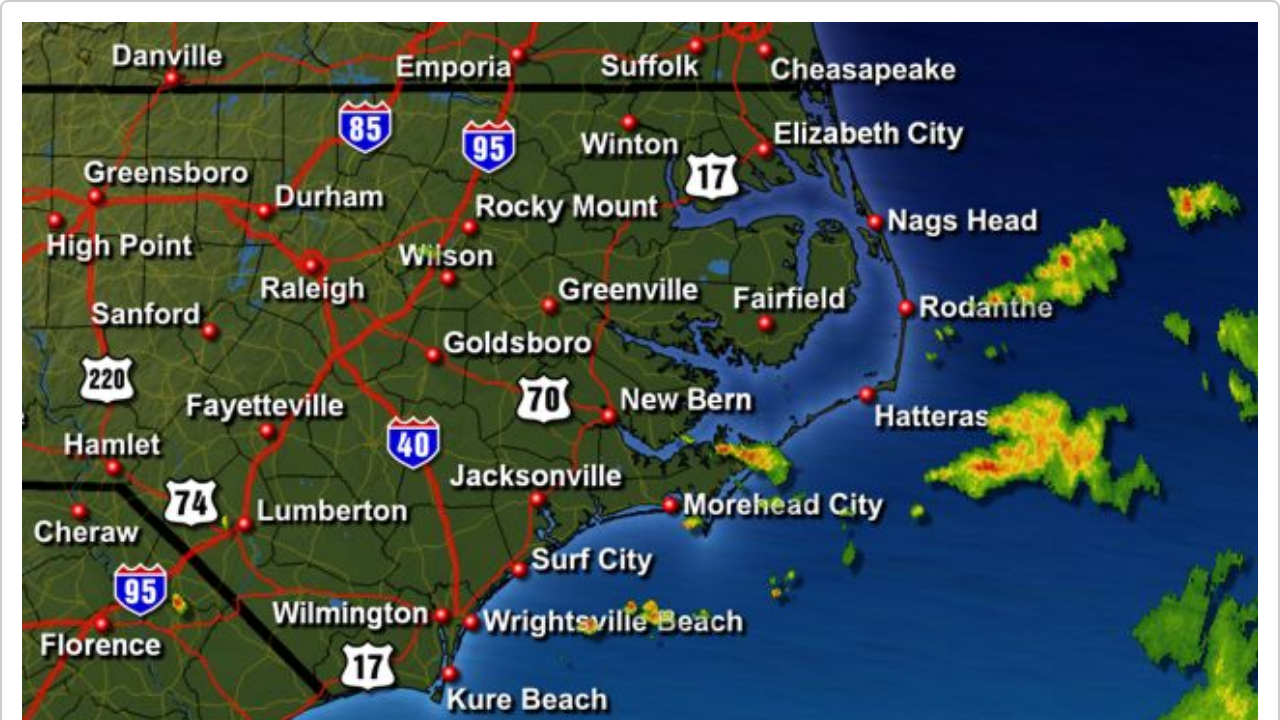 Danville
Emporia
Suffolk
Cheasapeake
85
95
Winton
Elizabeth City
17
Greensboro
Durham
Rocky Mount
Nags Head
High Point
Wilson
Raleigh
Greenville
Fairfield
Rodanthe
Sanford
Goldsboro
220
70
New Bern
Fayetteville
Hatteras
40
Hamlet
Jacksonville
74
Lumberton
Morehead City
Cheraw
Surf City
95
Wilmington
Wrightsville Beach
Florence
17
Kure Beach